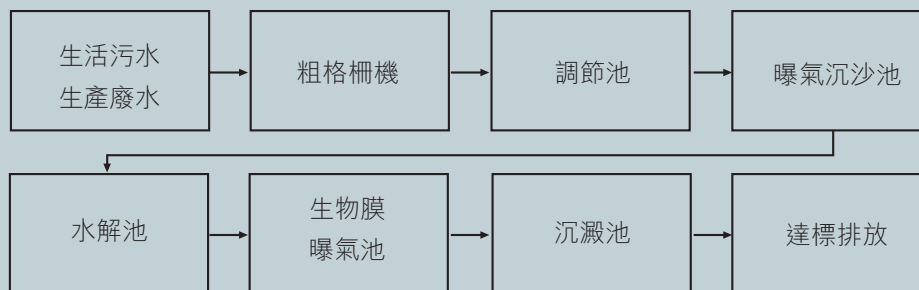 生活污水
生產廢水
粗格柵機
調節池
曝氣沉沙池
水解池
生物膜
曝氣池
沉澱池
達標排放